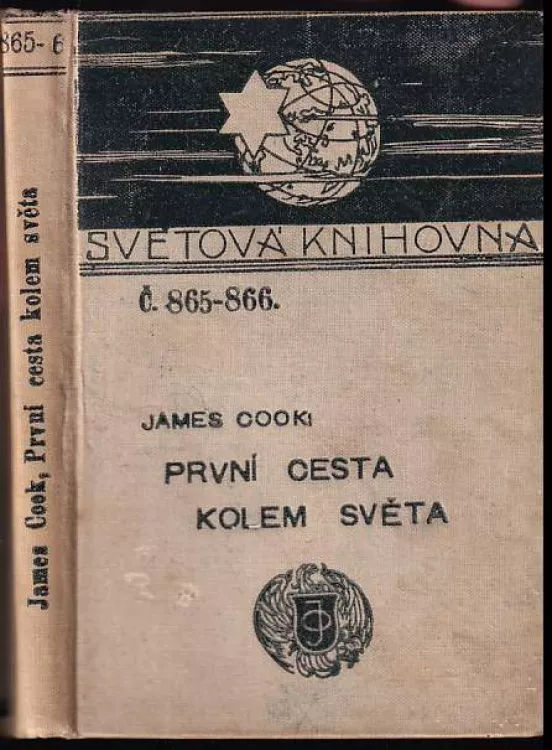 865-6
James Cook, První cesta kolem světa
SVĚTOVÁ KNIHOVNA
Č. 865-866.
JAMES COOK:
PRVNÍ CESTA
KOLEM SVĚTA